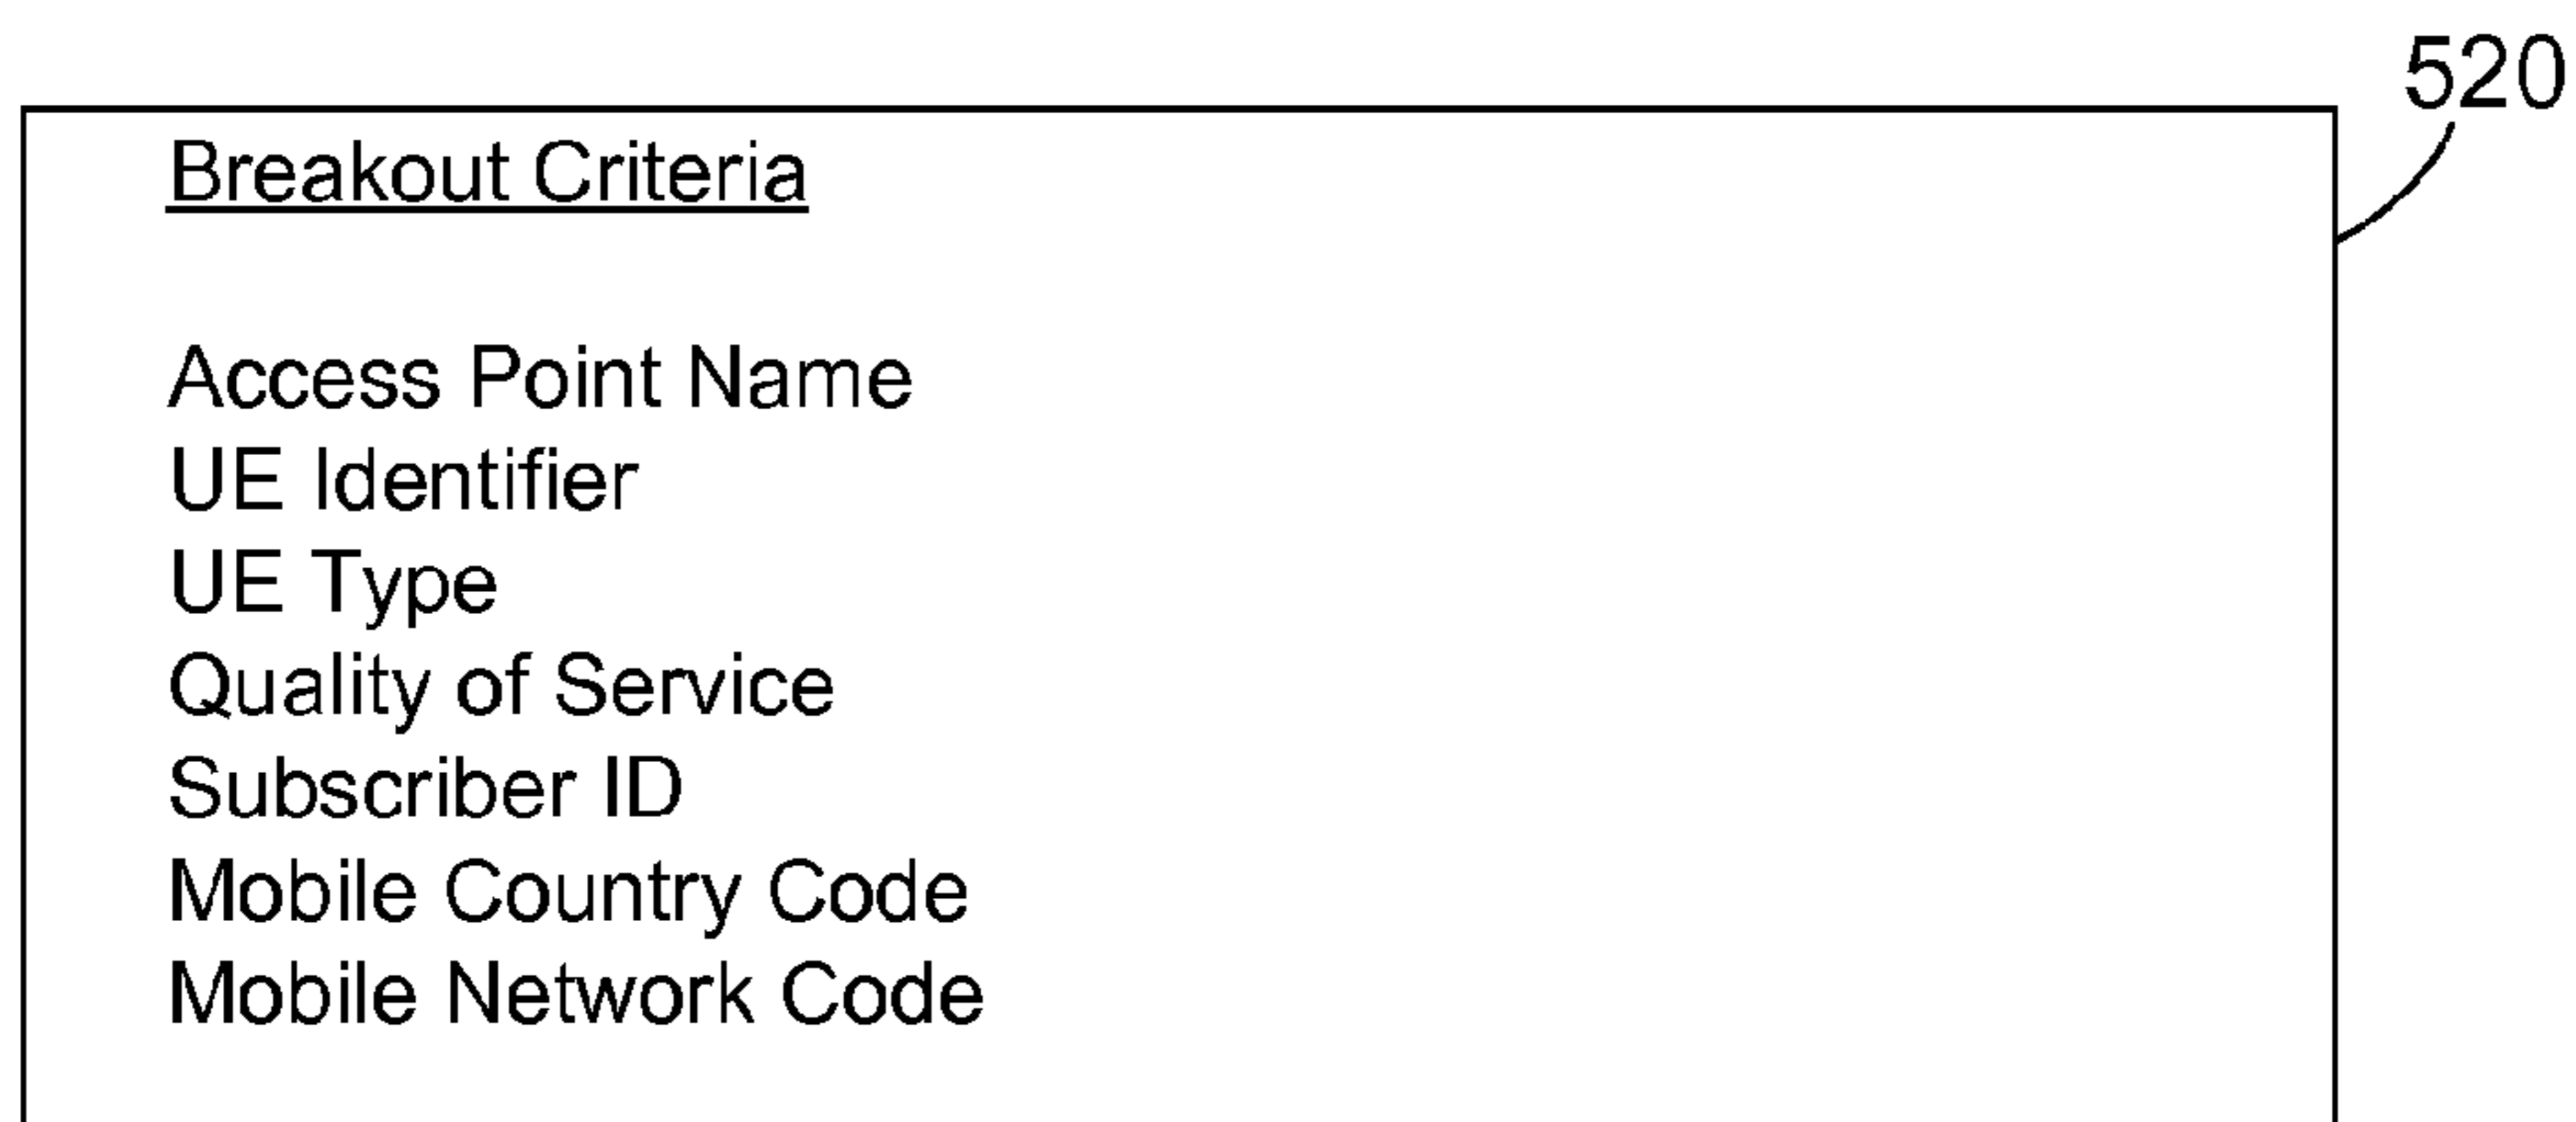 520
Breakout Criteria
Access Point Name
UE Identifier
UE Type
Quality of Service
Subscriber ID
Mobile Country Code
Mobile Network Code